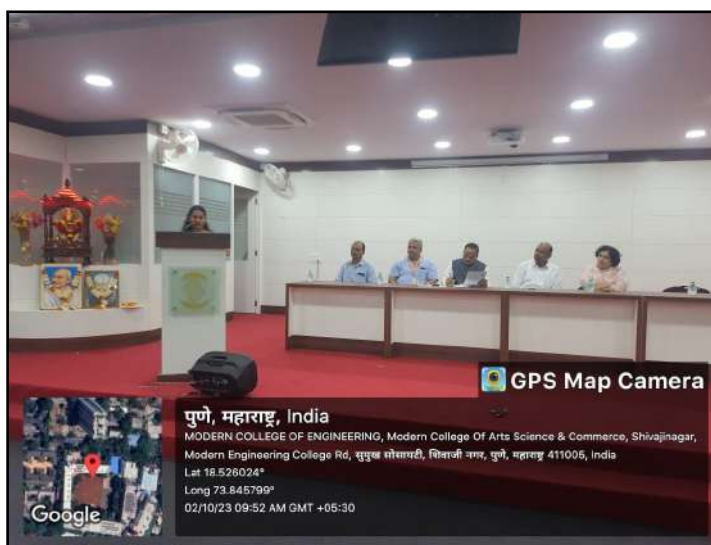 GPS Map Camera
पुणे, महाराष्ट्र, India
MODERN COLLEGE OF ENGINEERING, Modern College Of Arts Science & Commerce, Shivajinagar,
Modern Engineering College Rd, सुमुख सोसायटी, शिवाजी नगर, पुणे, महाराष्ट्र 411005, India
Lat 18.526024°
Long 73.845799°
02/10/23 09:52 AM GMT +05:30
Google